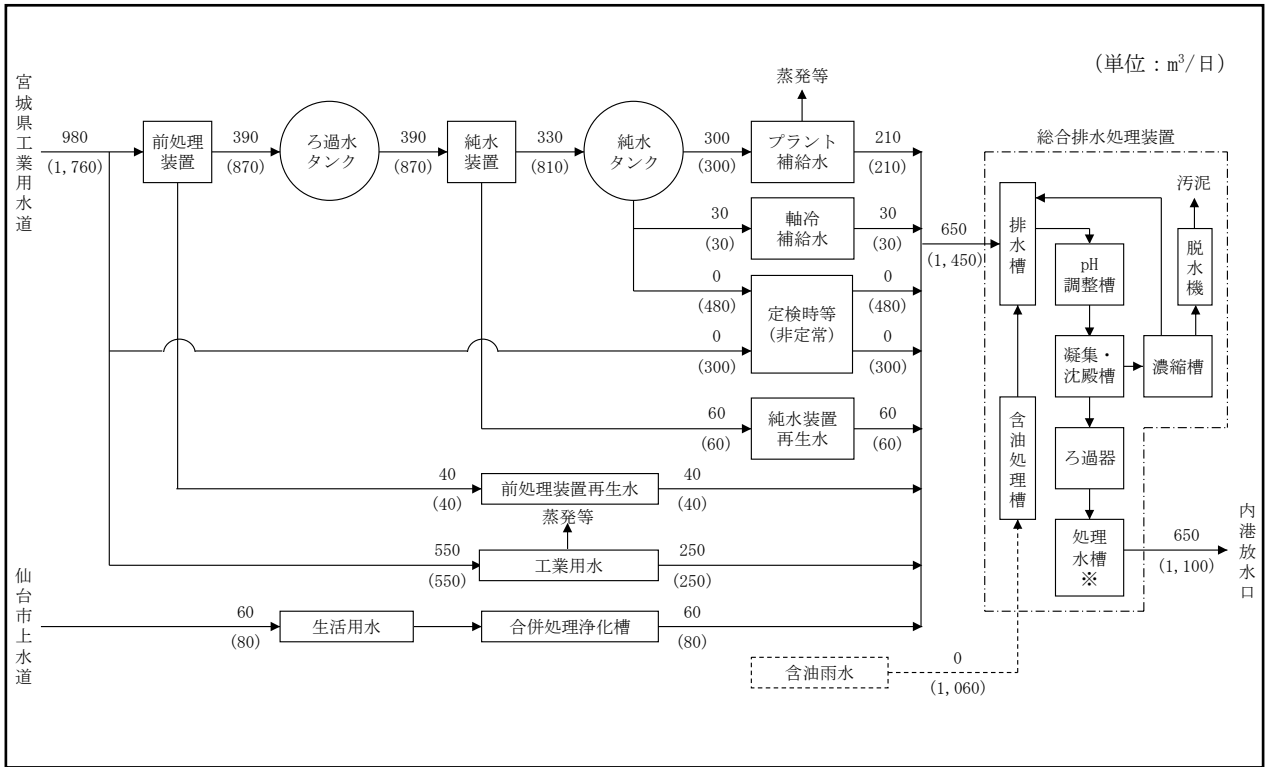 (単位：m³/日)
宮城県工業用水道
980
(1,760)
前処理
装置
390
(870)
ろ過水
タンク
390
(870)
純水
装置
330
(810)
純水
タンク
300
(300)
蒸発等
プラント
補給水
210
(210)
30
(30)
軸冷
補給水
30
(30)
0
(480)
0
(300)
定検時等
(非定常)
0
(480)
0
(300)
60
(60)
純水装置
再生水
60
(60)
40
(40)
前処理装置再生水
40
(40)
蒸発等
550
(550)
工業用水
250
(250)
仙台市上水道
60
(80)
生活用水
合併処理浄化槽
60
(80)
含油雨水
0
(1,060)
650
(1,450)
総合排水処理装置
排水槽
pH
調整槽
凝集・
沈殿槽
濃縮槽
脱水機
汚泥
含油処理槽
ろ過器
処理
水槽
※
650
(1,100)
内港放水口